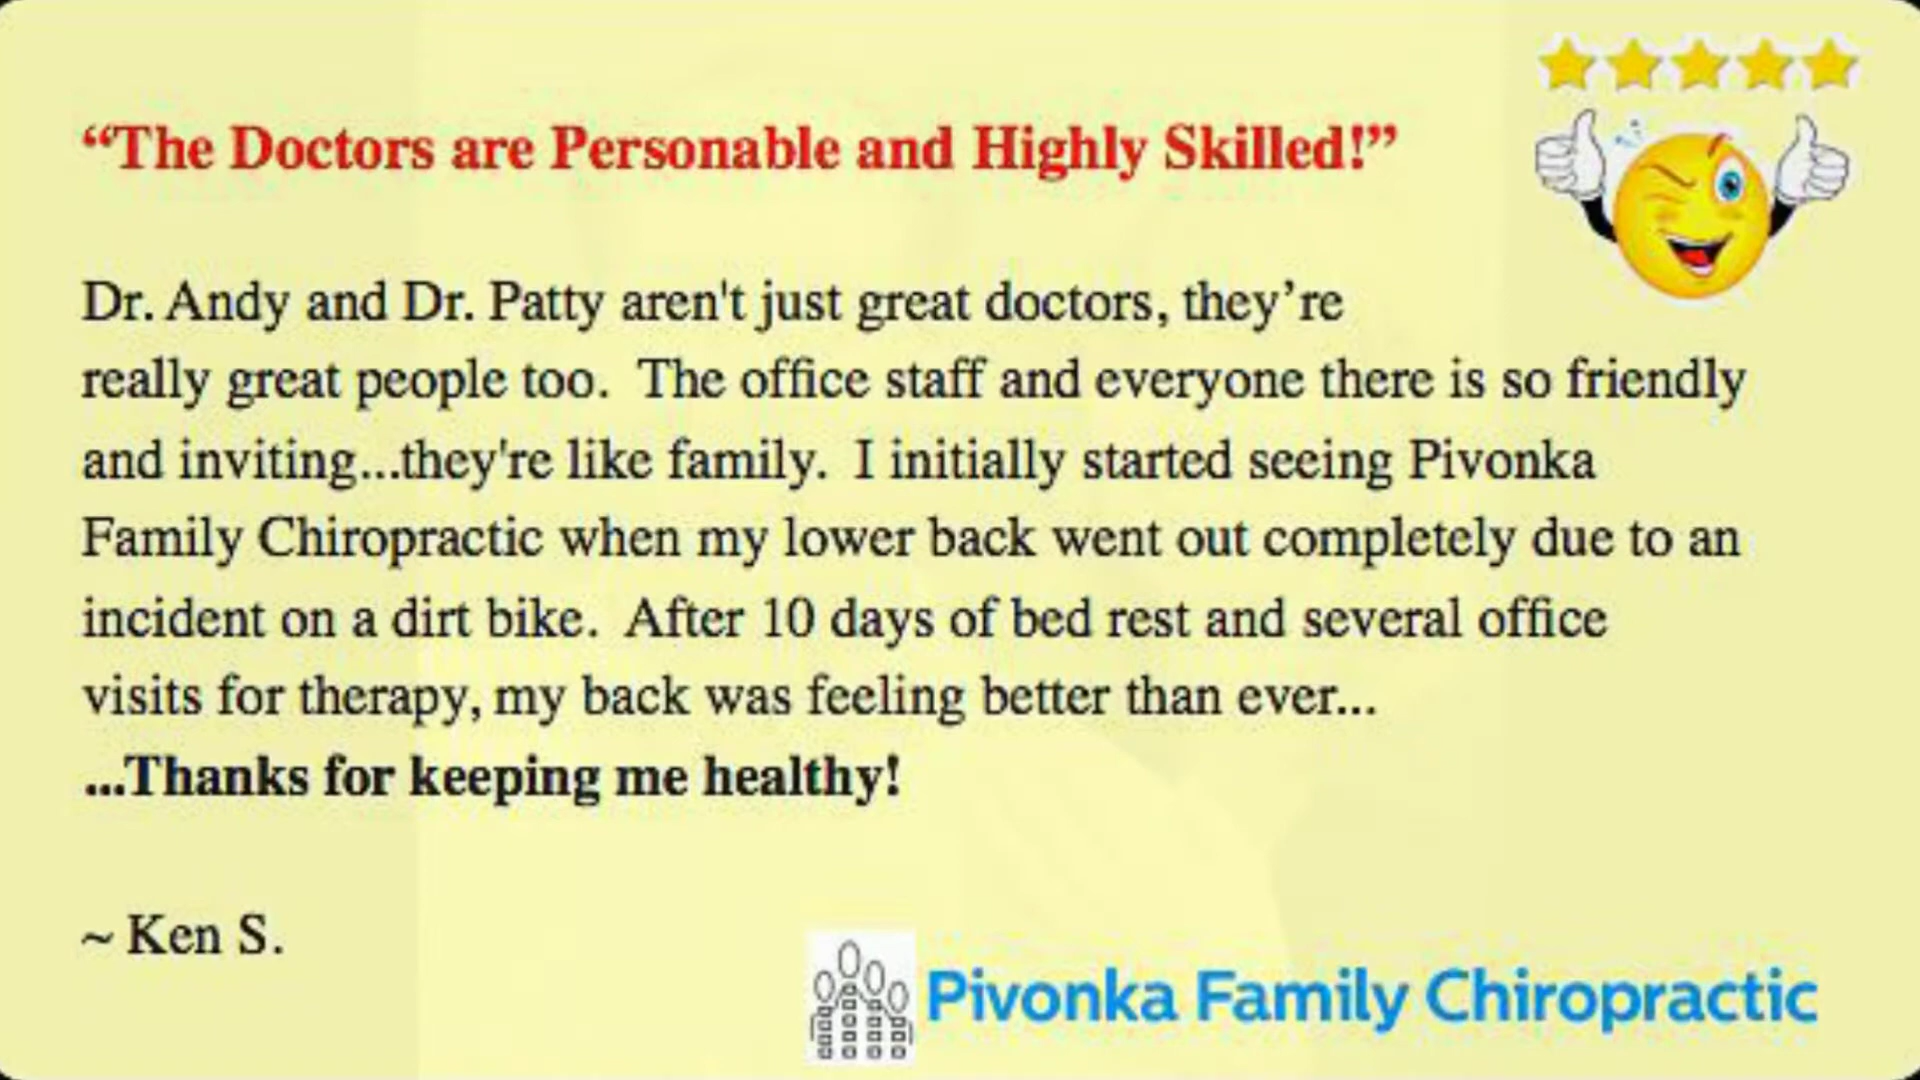 “The Doctors are Personable and Highly Skilled!”
Dr. Andy and Dr. Patty aren't just great doctors, they’re
really great people too.  The office staff and everyone there is so friendly
and inviting...they're like family.  I initially started seeing Pivonka
Family Chiropractic when my lower back went out completely due to an
incident on a dirt bike.  After 10 days of bed rest and several office
visits for therapy, my back was feeling better than ever...
...Thanks for keeping me healthy!
~ Ken S.
Pivonka Family Chiropractic